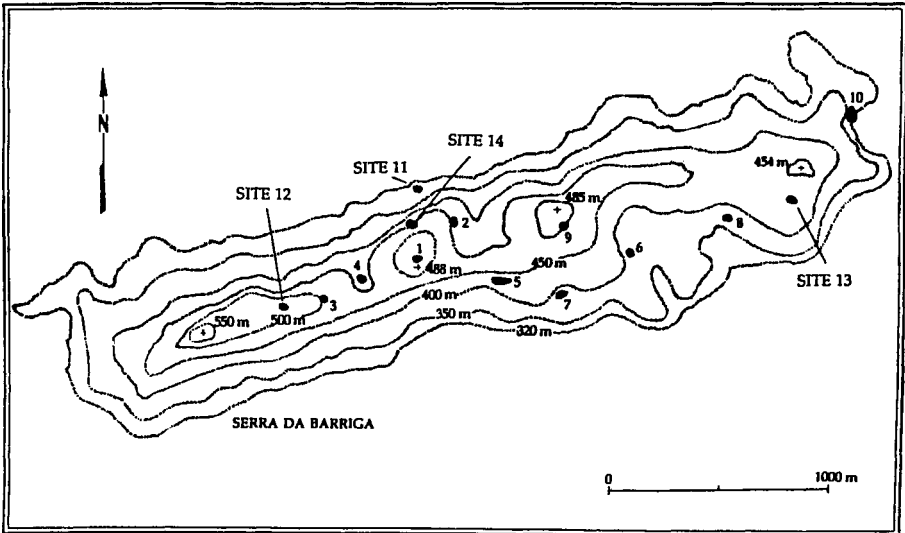 10
N
SITE 14
SITE 11
454 m
SITE 12
485 m
2
9
8
1
488 m
450 m
6
SITE 13
4
5
400 m
7
3
550 m
500 m
350 m
320 m
SERRA DA BARRIGA
0
1000 m